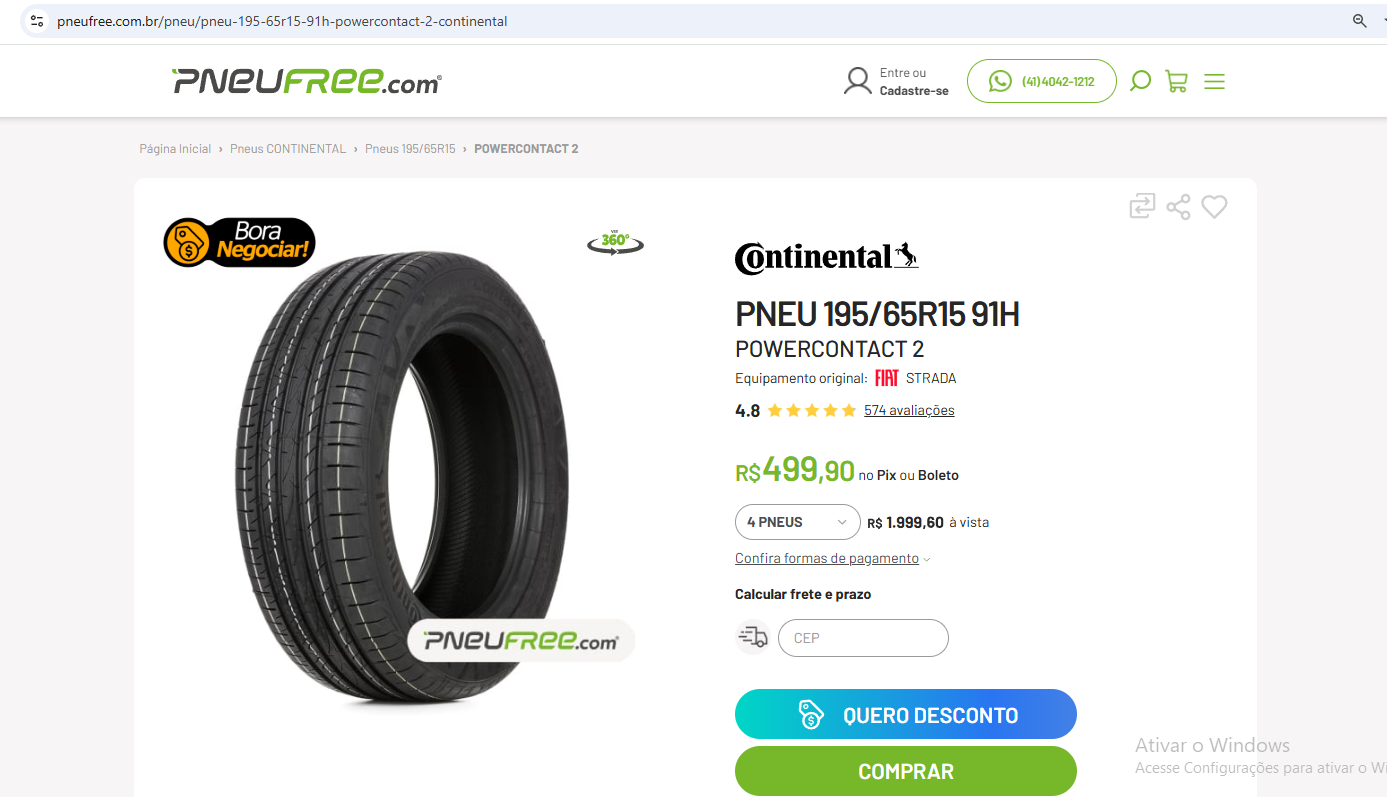 pneufree.com.br/pneu/pneu-195-65r15-91h-powercontact-2-continental
PNEUFREE.com®
Entre ou
Cadastre-se
(41) 4042-1212
Página Inicial › Pneus CONTINENTAL › Pneus 195/65R15 › POWERCONTACT 2
Bora
Negociar!
VER
360°
PNEUFREE.com®
Continental
PNEU 195/65R15 91H
POWERCONTACT 2
Equipamento original: FIAT STRADA
4.8 574 avaliações
R$499,90 no Pix ou Boleto
4 PNEUS R$ 1.999,60 à vista
Confira formas de pagamento
Calcular frete e prazo
CEP
QUERO DESCONTO
COMPRAR
Ativar o Windows
Acesse Configurações para ativar o Wi